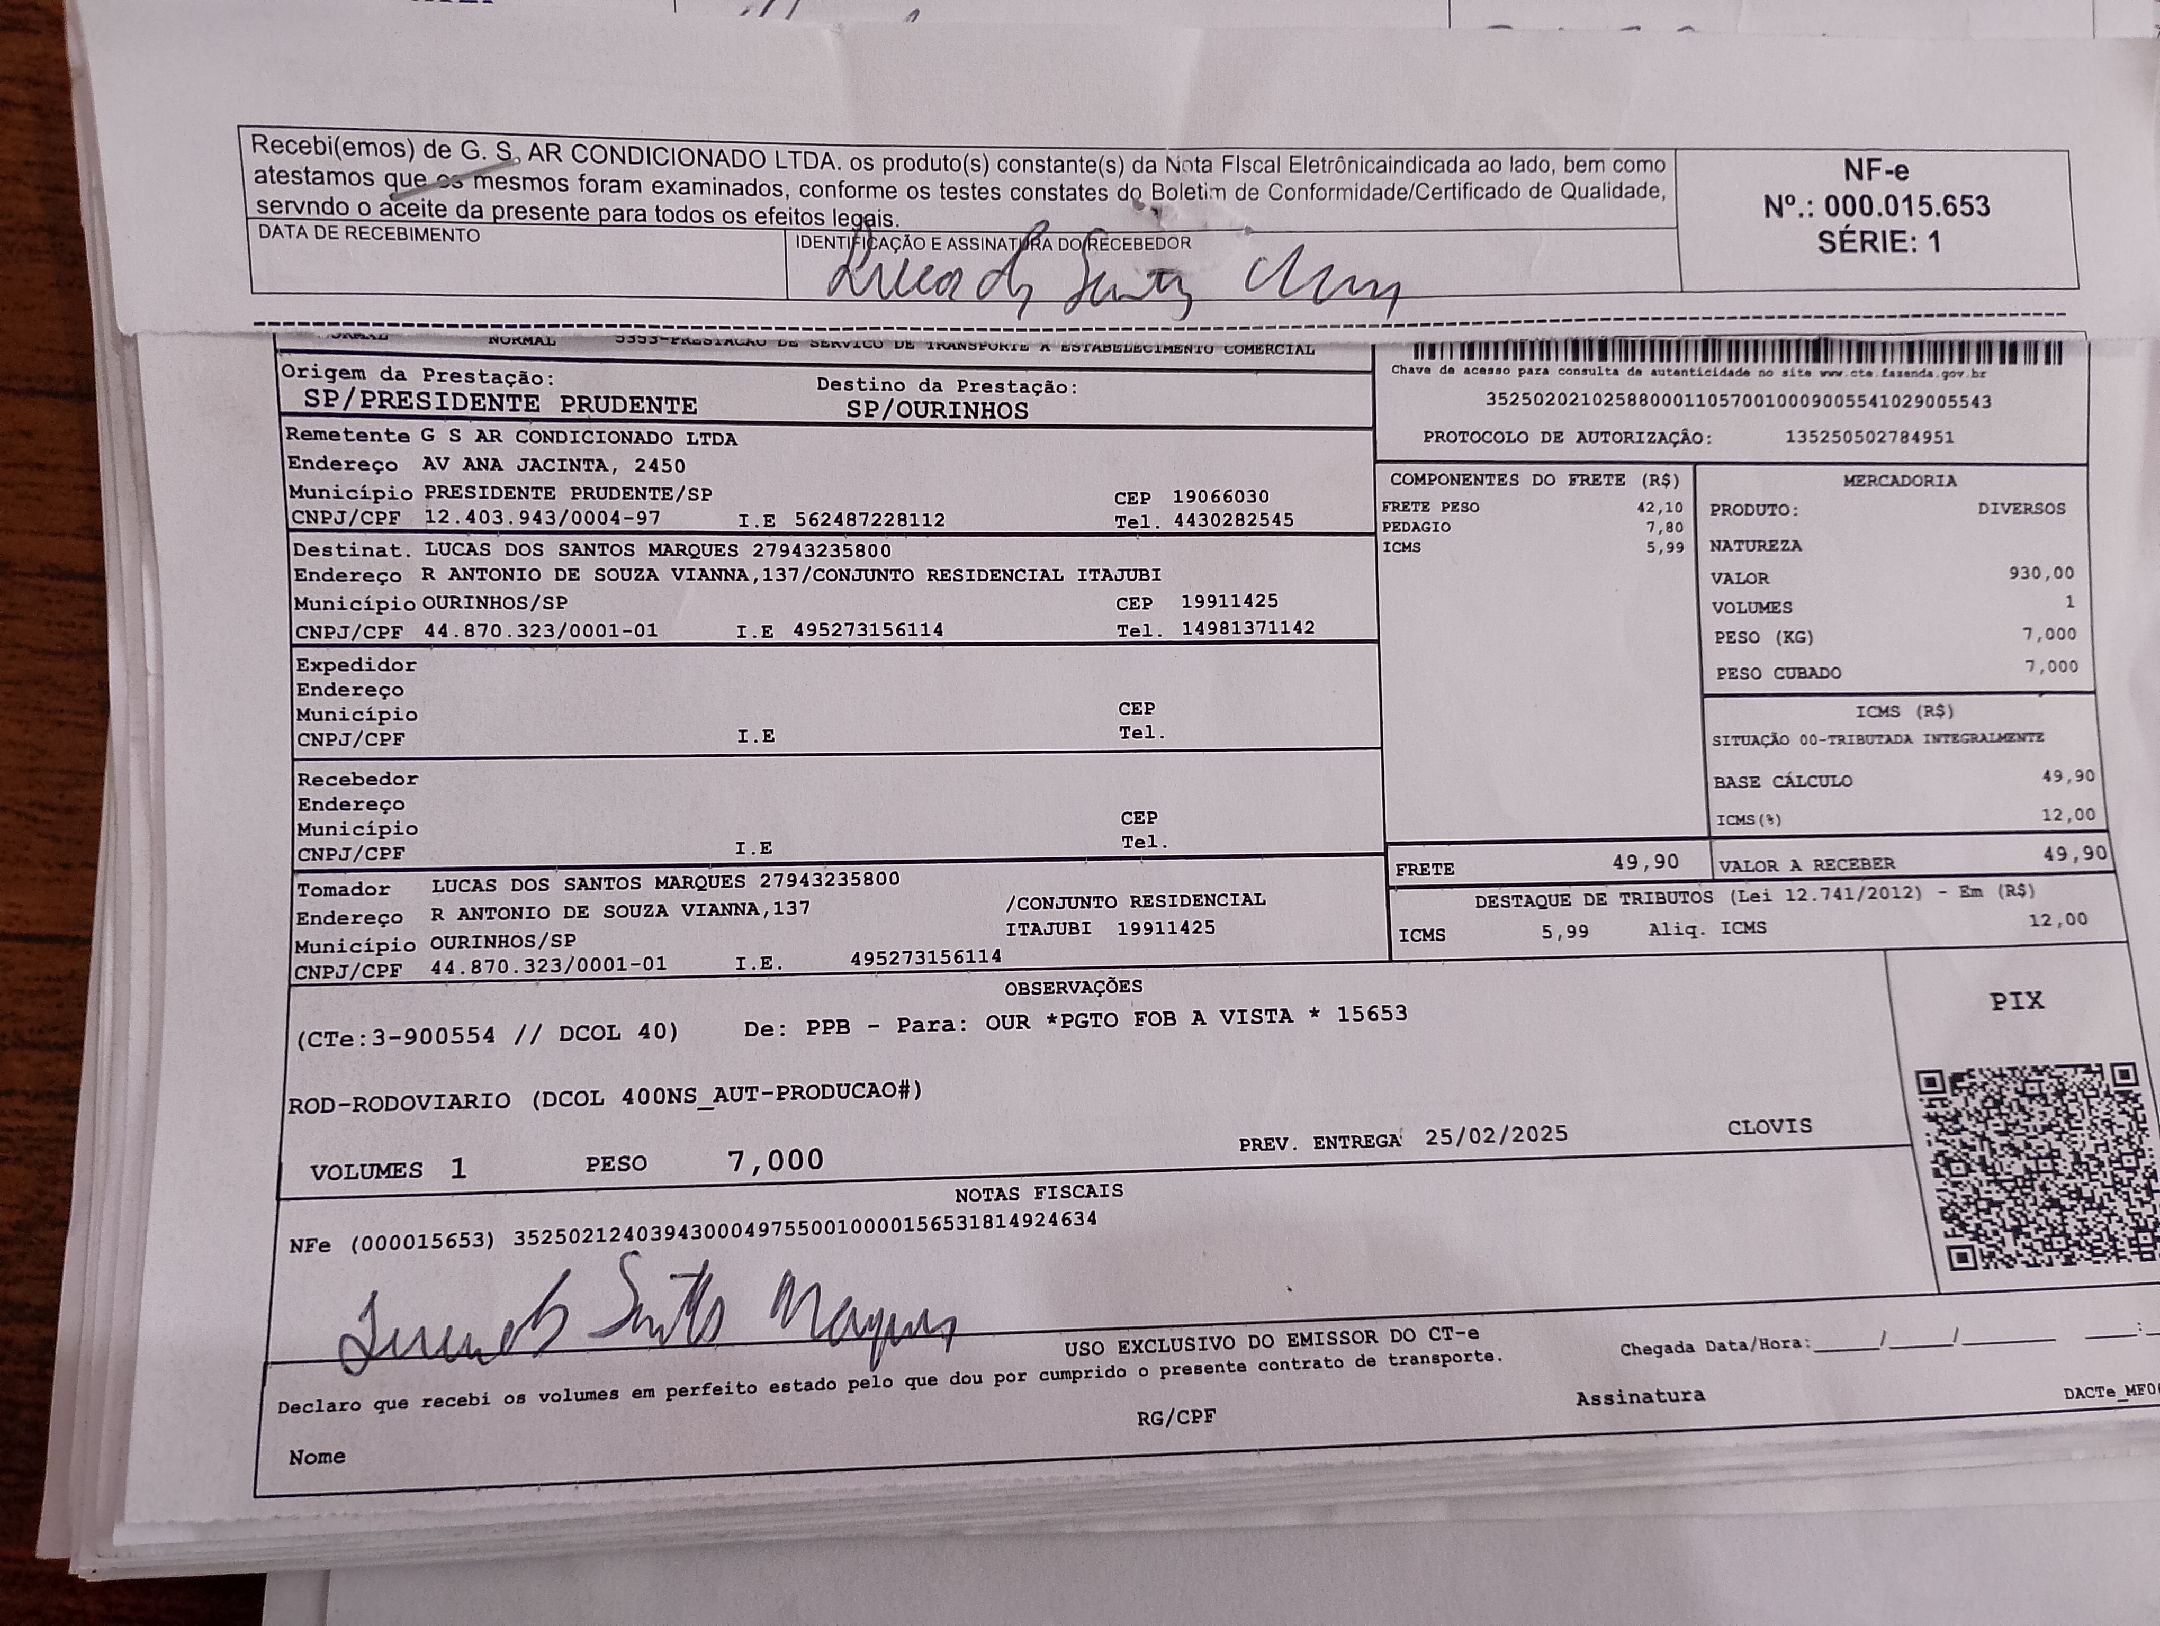 Recebi(emos) de G. S. AR CONDICIONADO LTDA. os produto(s) constante(s) da Nota FIscal Eletrônicaindicada ao lado, bem como
atestamos que os mesmos foram examinados, conforme os testes constates do Boletim de Conformidade/Certificado de Qualidade,
servndo o aceite da presente para todos os efeitos legais.
NF-e
Nº.: 000.015.653
SÉRIE: 1
DATA DE RECEBIMENTO
IDENTIFICAÇÃO E ASSINATURA DO RECEBEDOR
NORMAL 5353-PRESTACAO DE SERVICO DE TRANSPORTE A ESTABELECIMENTO COMERCIAL
Origem da Prestação: Destino da Prestação:
SP/PRESIDENTE PRUDENTE SP/OURINHOS
Chave de acesso para consulta de autenticidade no site www.cte.fazenda.gov.br
35250202102588000110570010009005541029005543
PROTOCOLO DE AUTORIZAÇÃO: 135250502784951
Remetente G S AR CONDICIONADO LTDA
Endereço AV ANA JACINTA, 2450
Município PRESIDENTE PRUDENTE/SP CEP 19066030
CNPJ/CPF 12.403.943/0004-97 I.E 562487228112 Tel. 4430282545
Destinat. LUCAS DOS SANTOS MARQUES 27943235800
Endereço R ANTONIO DE SOUZA VIANNA,137/CONJUNTO RESIDENCIAL ITAJUBI
Município OURINHOS/SP CEP 19911425
CNPJ/CPF 44.870.323/0001-01 I.E 495273156114 Tel. 14981371142
Expedidor
Endereço
Município CEP
CNPJ/CPF I.E Tel.
Recebedor
Endereço
Município CEP
CNPJ/CPF I.E Tel.
Tomador LUCAS DOS SANTOS MARQUES 27943235800
Endereço R ANTONIO DE SOUZA VIANNA,137 /CONJUNTO RESIDENCIAL
Município OURINHOS/SP ITAJUBI 19911425
CNPJ/CPF 44.870.323/0001-01 I.E. 495273156114
COMPONENTES DO FRETE (R$)
FRETE PESO 42,10
PEDAGIO 7,80
ICMS 5,99
MERCADORIA
PRODUTO: DIVERSOS
NATUREZA
VALOR 930,00
VOLUMES 1
PESO (KG) 7,000
PESO CUBADO 7,000
ICMS (R$)
SITUAÇÃO 00-TRIBUTADA INTEGRALMENTE
BASE CÁLCULO 49,90
ICMS(%) 12,00
FRETE 49,90 VALOR A RECEBER 49,90
DESTAQUE DE TRIBUTOS (Lei 12.741/2012) - Em (R$)
ICMS 5,99 Aliq. ICMS 12,00
OBSERVAÇÕES
(CTe:3-900554 // DCOL 40) De: PPB - Para: OUR *PGTO FOB A VISTA * 15653
PIX
ROD-RODOVIARIO (DCOL 400NS_AUT-PRODUCAO#)
VOLUMES 1 PESO 7,000 PREV. ENTREGA 25/02/2025 CLOVIS
NOTAS FISCAIS
NFe (000015653) 35250212403943000497550010000156531814924634
Santos Marques
USO EXCLUSIVO DO EMISSOR DO CT-e
Chegada Data/Hora:_____/_____/_______ ____:
Declaro que recebi os volumes em perfeito estado pelo que dou por cumprido o presente contrato de transporte.
Nome RG/CPF Assinatura
DACTe_MF0